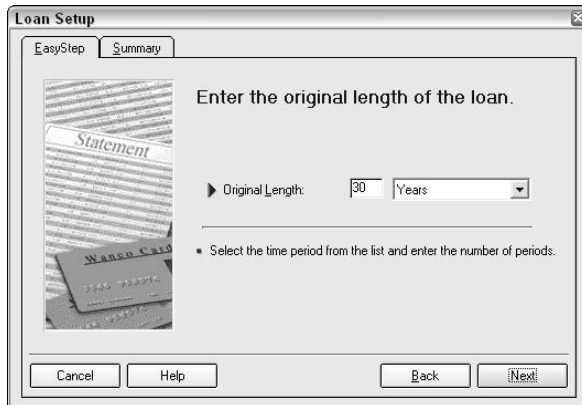 Loan Setup
EasyStep
Summary
Enter the original length of the loan.
Statement
Original Length: 30 Years
Select the time period from the list and enter the number of periods.
Wanco Card
Cancel Help Back Next